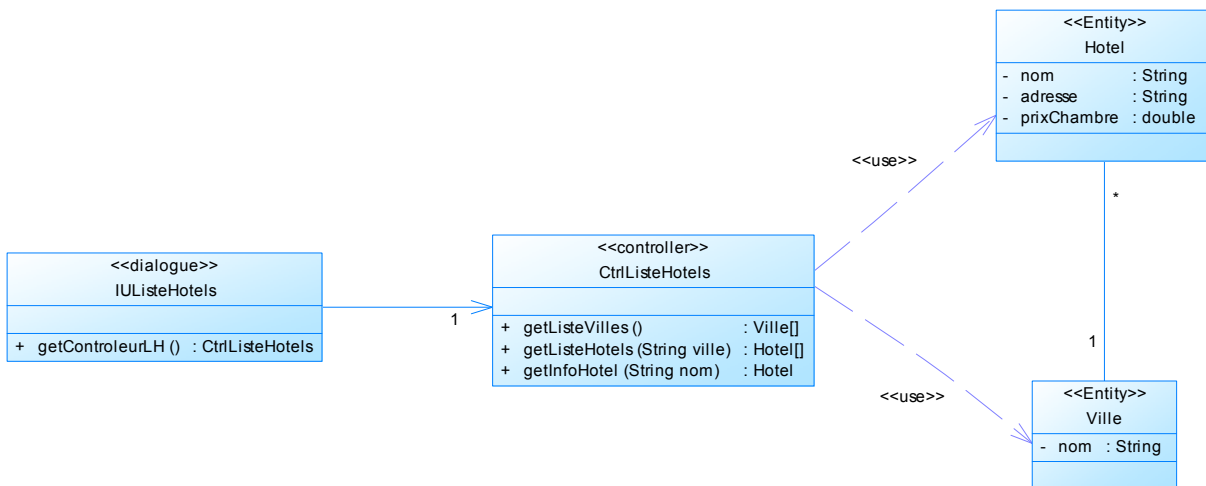 <<Entity>>
Hotel
- nom : String
- adresse : String
- prixChambre : double
<<use>>
*
<<dialogue>>
IUListeHotels
+ getControleurLH () : CtrlListeHotels
1
<<controller>>
CtrlListeHotels
+ getListeVilles () : Ville[]
+ getListeHotels (String ville) : Hotel[]
+ getInfoHotel (String nom) : Hotel
<<use>>
1
<<Entity>>
Ville
- nom : String